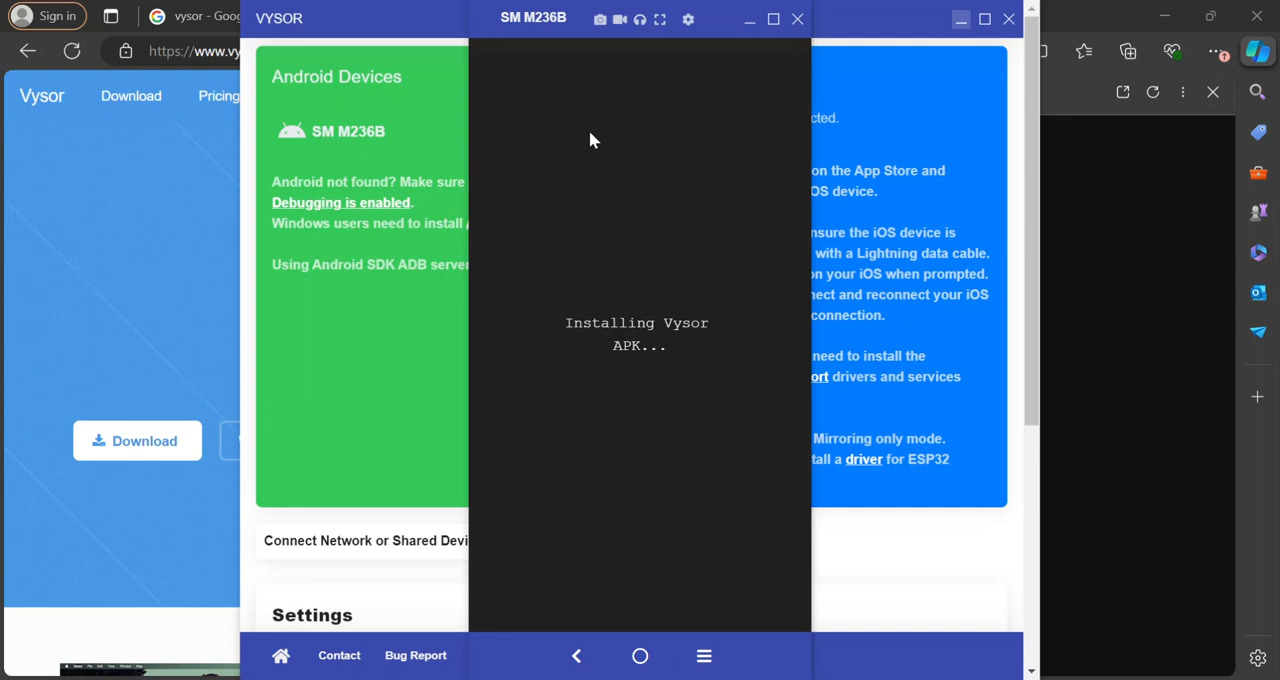 Sign in
vysor - Goog
https://www.vy
Vysor
Download
Pricing
Download
VYSOR
Android Devices
SM M236B
Android not found? Make sure
Debugging is enabled.
Windows users need to install
Using Android SDK ADB server
Connect Network or Shared Devi
Settings
Contact
Bug Report
SM M236B
Installing Vysor
APK...
cted.
on the App Store and
OS device.
nsure the iOS device is
with a Lightning data cable.
on your iOS when prompted.
nect and reconnect your iOS
connection.
need to install the
ort drivers and services
Mirroring only mode.
tall a driver for ESP32